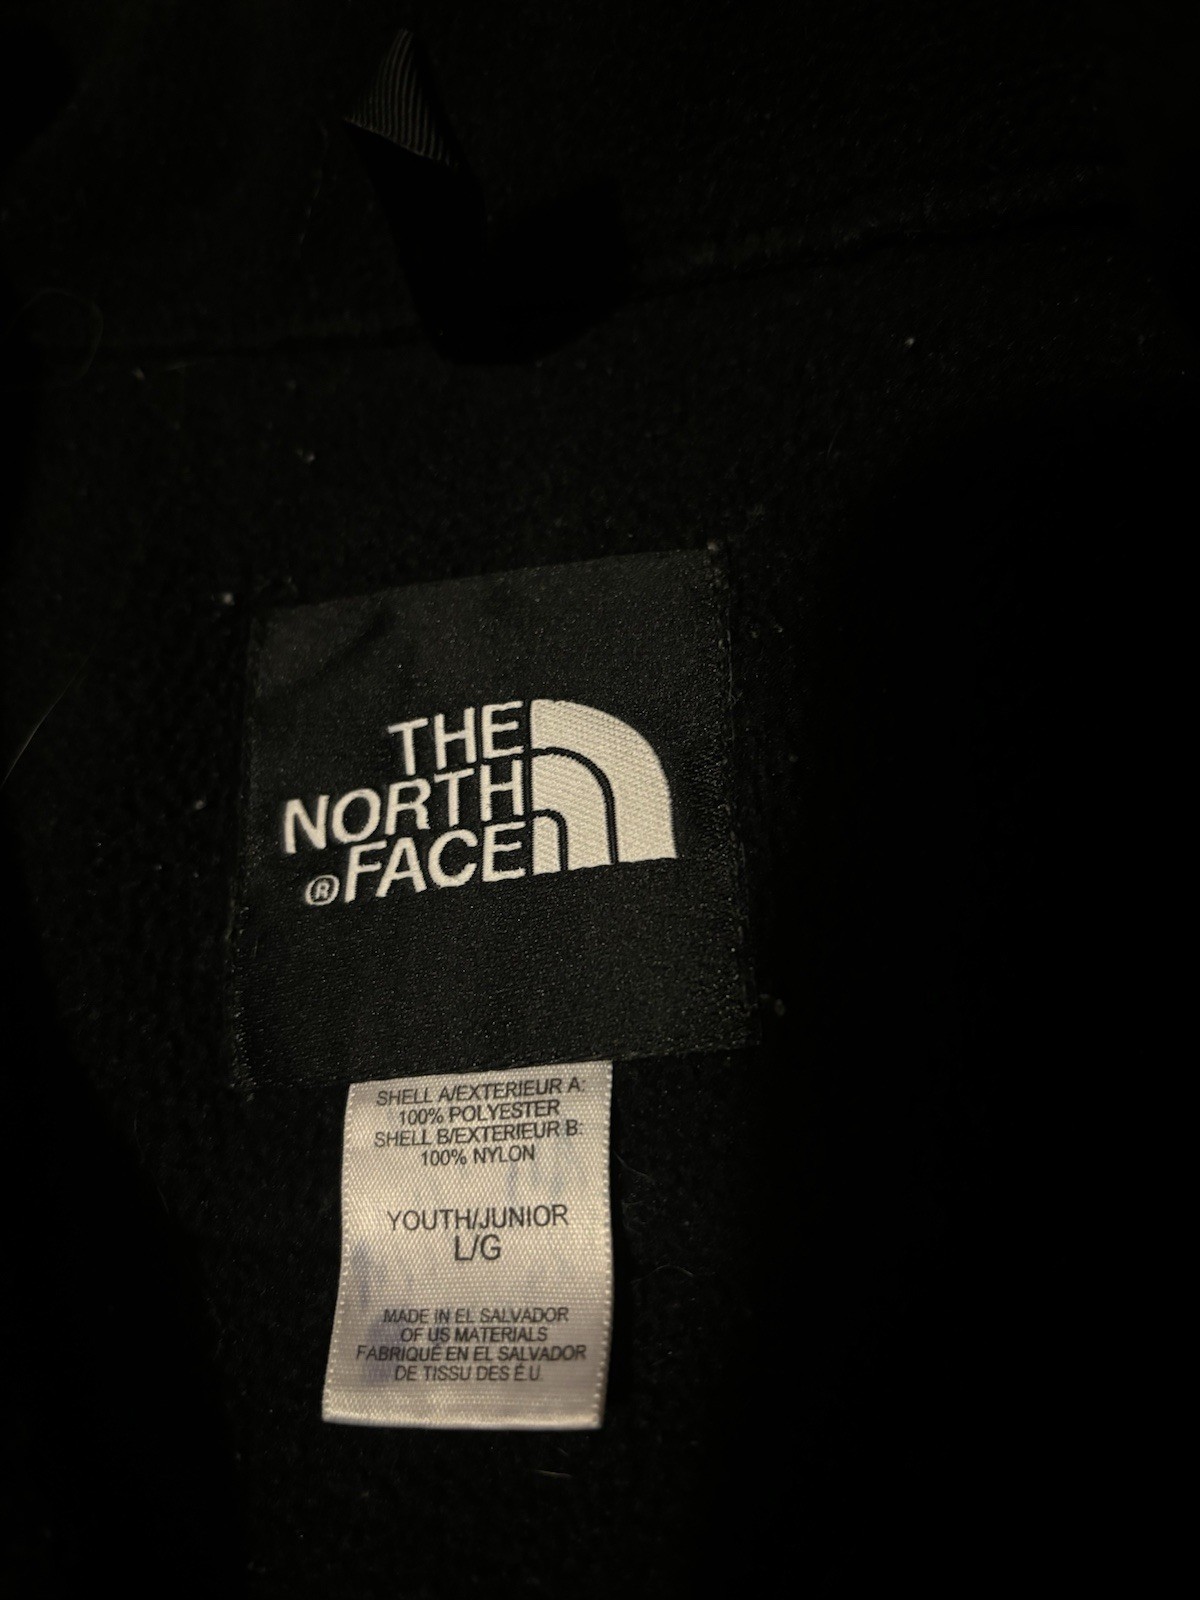 THE
NORTH
®FACE
SHELL A/EXTERIEUR A:
100% POLYESTER
SHELL B/EXTERIEUR B:
100% NYLON
YOUTH/JUNIOR
L/G
MADE IN EL SALVADOR
OF US MATERIALS
FABRIQUÉ EN EL SALVADOR
DE TISSU DES É.U.